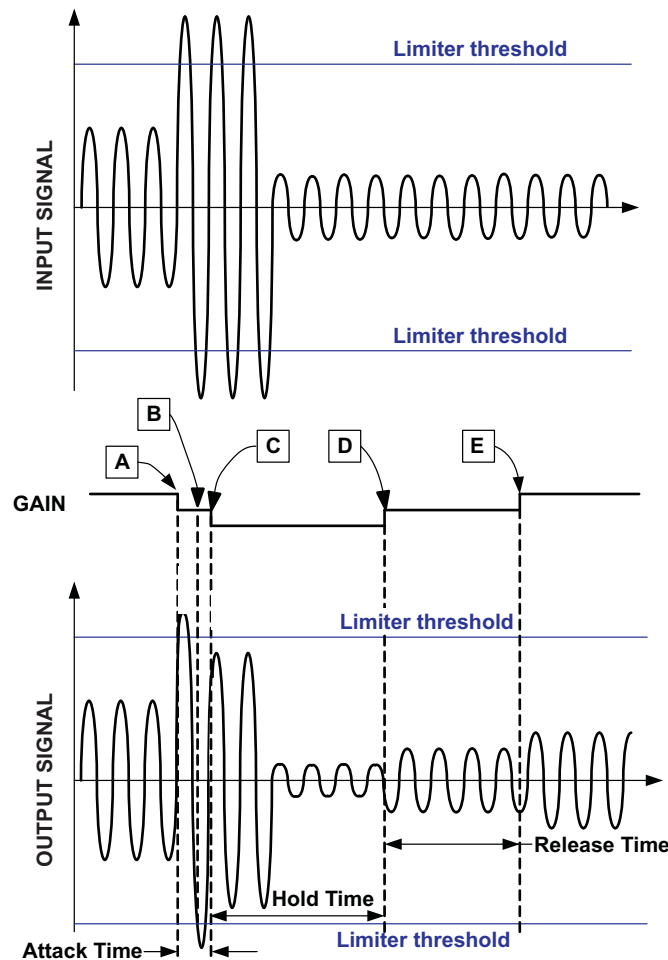 Limiter threshold
INPUT SIGNAL
Limiter threshold
B
A
C
D
E
GAIN
Limiter threshold
OUTPUT SIGNAL
Release Time
Hold Time
Limiter threshold
Attack Time